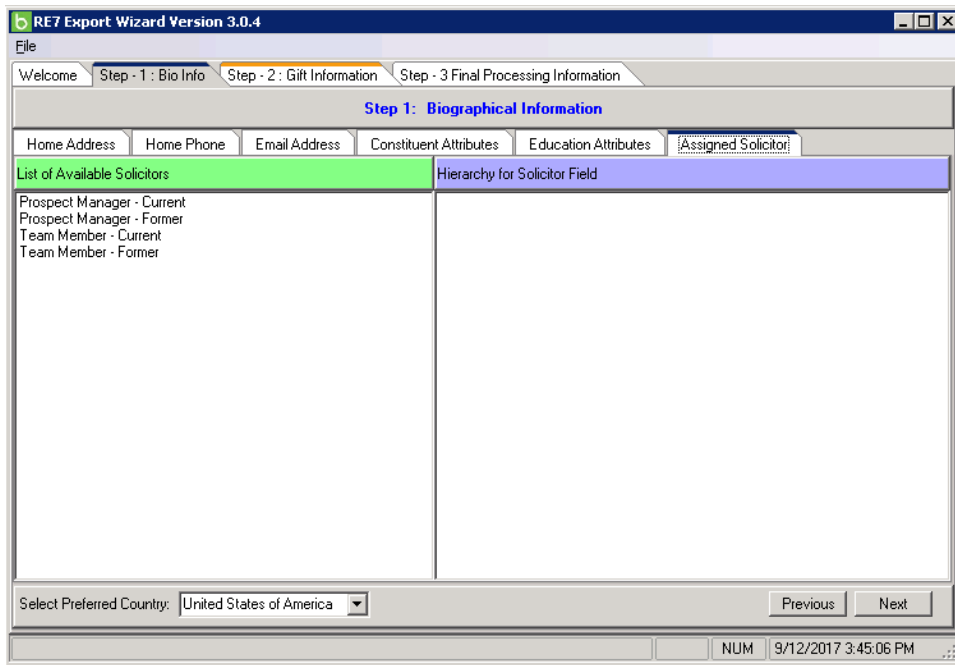 RE7 Export Wizard Version 3.0.4
File
Welcome Step - 1 : Bio Info Step - 2 : Gift Information Step - 3 Final Processing Information
Step 1: Biographical Information
Home Address Home Phone Email Address Constituent Attributes Education Attributes Assigned Solicitor
List of Available Solicitors Hierarchy for Solicitor Field
Prospect Manager - Current
Prospect Manager - Former
Team Member - Current
Team Member - Former
Select Preferred Country: United States of America Previous Next
NUM 9/12/2017 3:45:06 PM